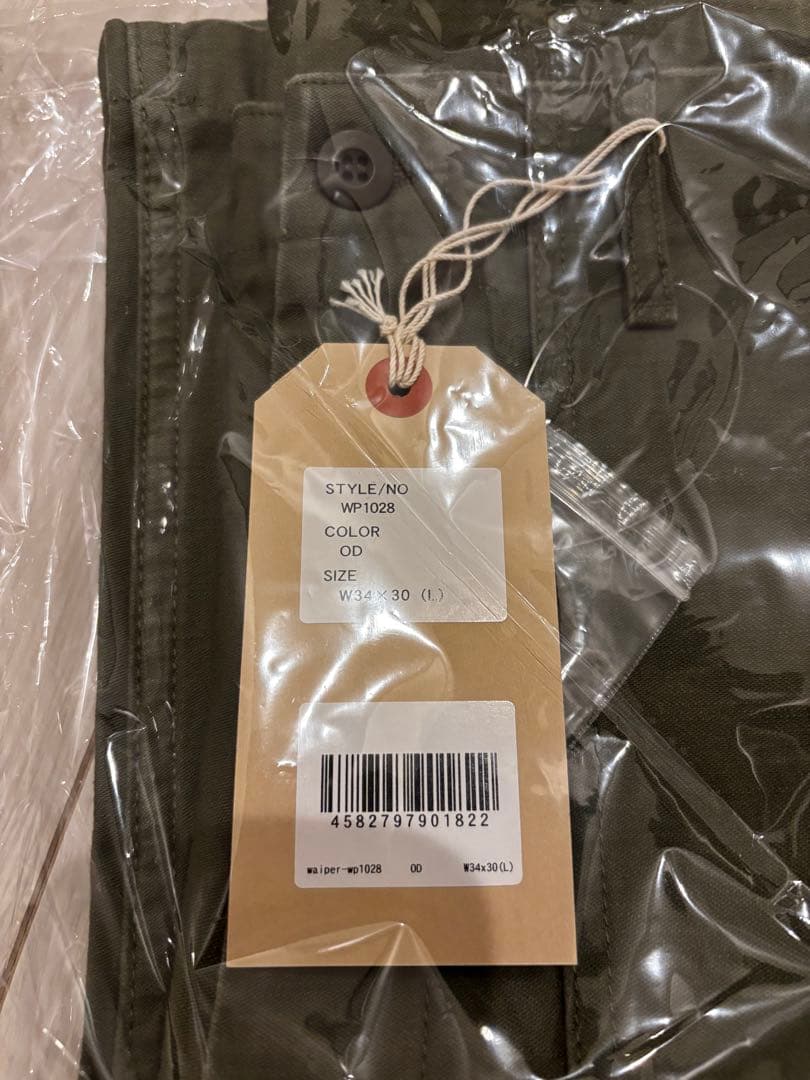 STYLE/NO
WP1028
COLOR
OD
SIZE
W34×30 (L)
4582797901822
waiper-wp1028 OD W34x30(L)